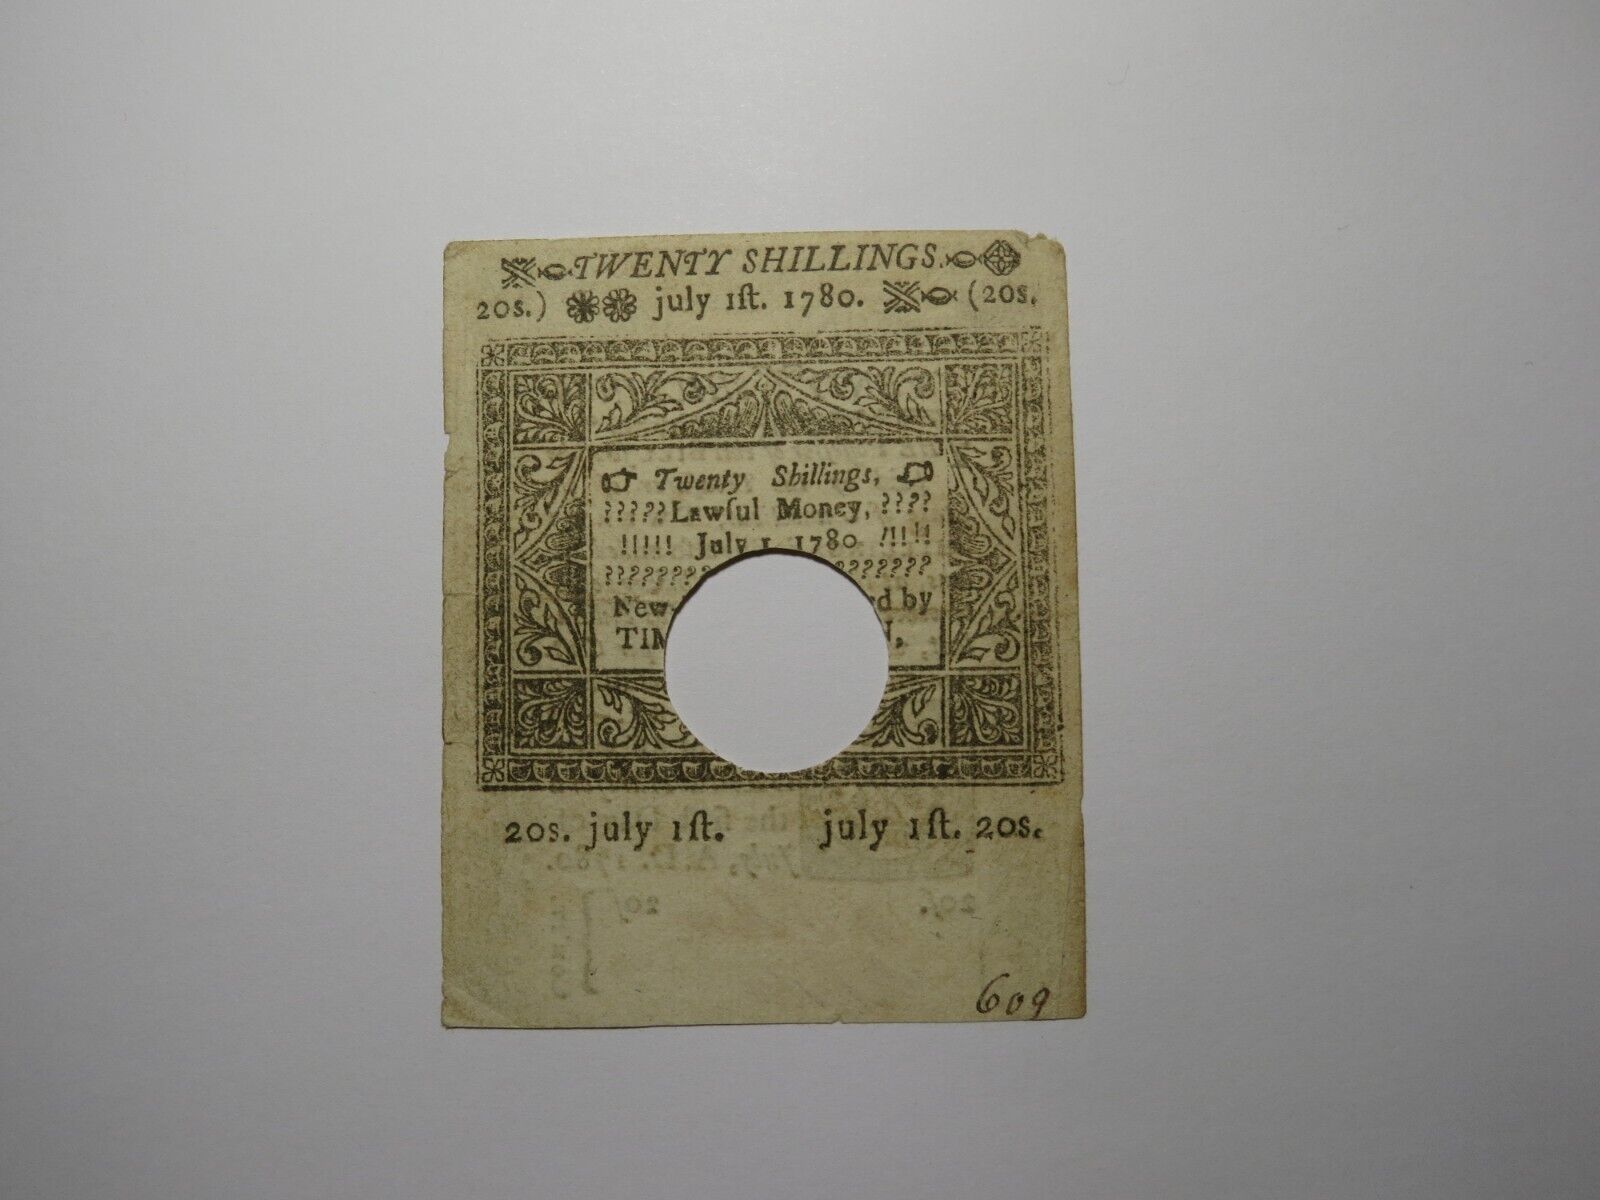 TWENTY SHILLINGS.
20s.) july 1ſt. 1780. (20s.
Twenty Shillings,
?????Lawful Money, ????
!!!!! July 1, 1780 !!!!!
???????? ???????
New- d by
TIM N,
20s. july 1ſt. july 1ſt. 20s.
609